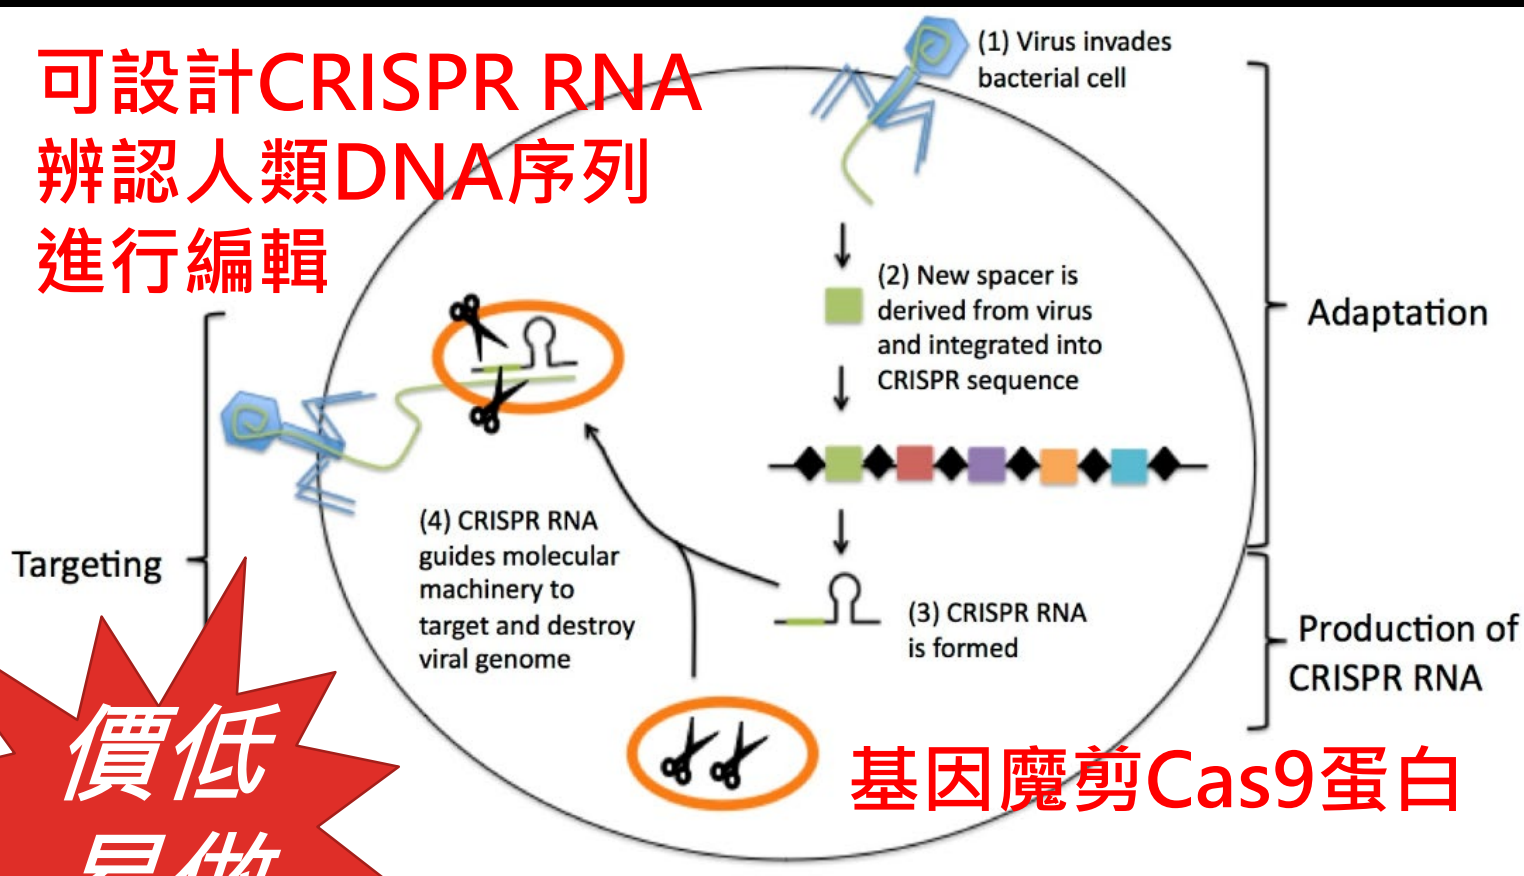 可設計CRISPR RNA
辨認人類DNA序列
進行編輯
(1) Virus invades
bacterial cell
(2) New spacer is
derived from virus
and integrated into
CRISPR sequence
Adaptation
(3) CRISPR RNA
is formed
Production of
CRISPR RNA
(4) CRISPR RNA
guides molecular
machinery to
target and destroy
viral genome
Targeting
基因魔剪Cas9蛋白
價低
易做